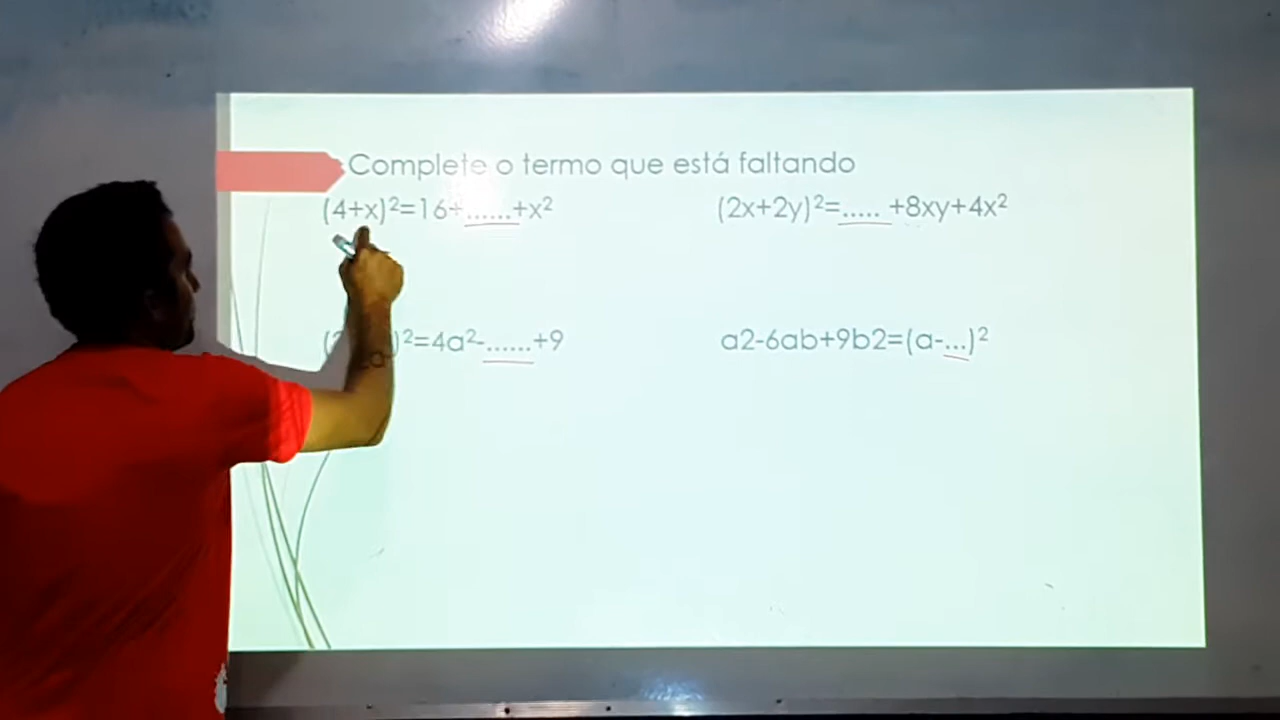 Complete o termo que está faltando
(4+x)²=16+......+x²
(2x+2y)²=..... +8xy+4x²
)²=4a²-......+9
a2-6ab+9b2=(a-...)²